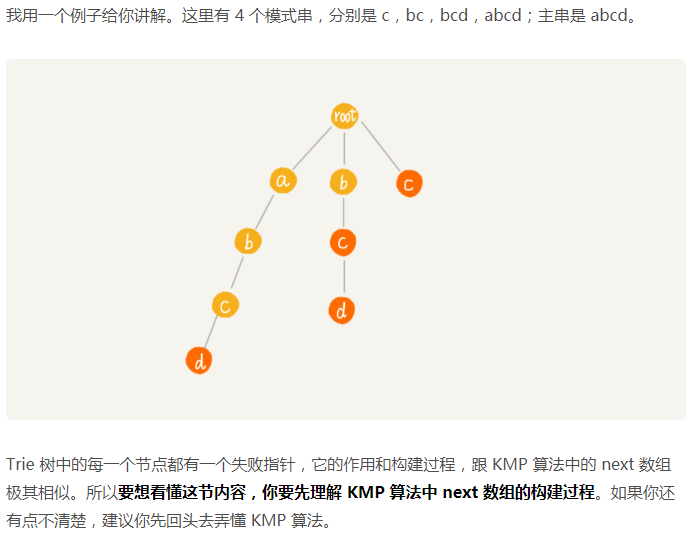 我用一个例子给你讲解。这里有 4 个模式串，分别是 c，bc，bcd，abcd；主串是 abcd。
root
a
b
c
b
c
c
d
d
Trie 树中的每一个节点都有一个失败指针，它的作用和构建过程，跟 KMP 算法中的 next 数组
极其相似。所以要想看懂这节内容，你要先理解 KMP 算法中 next 数组的构建过程。如果你还
有点不清楚，建议你先回头去弄懂 KMP 算法。